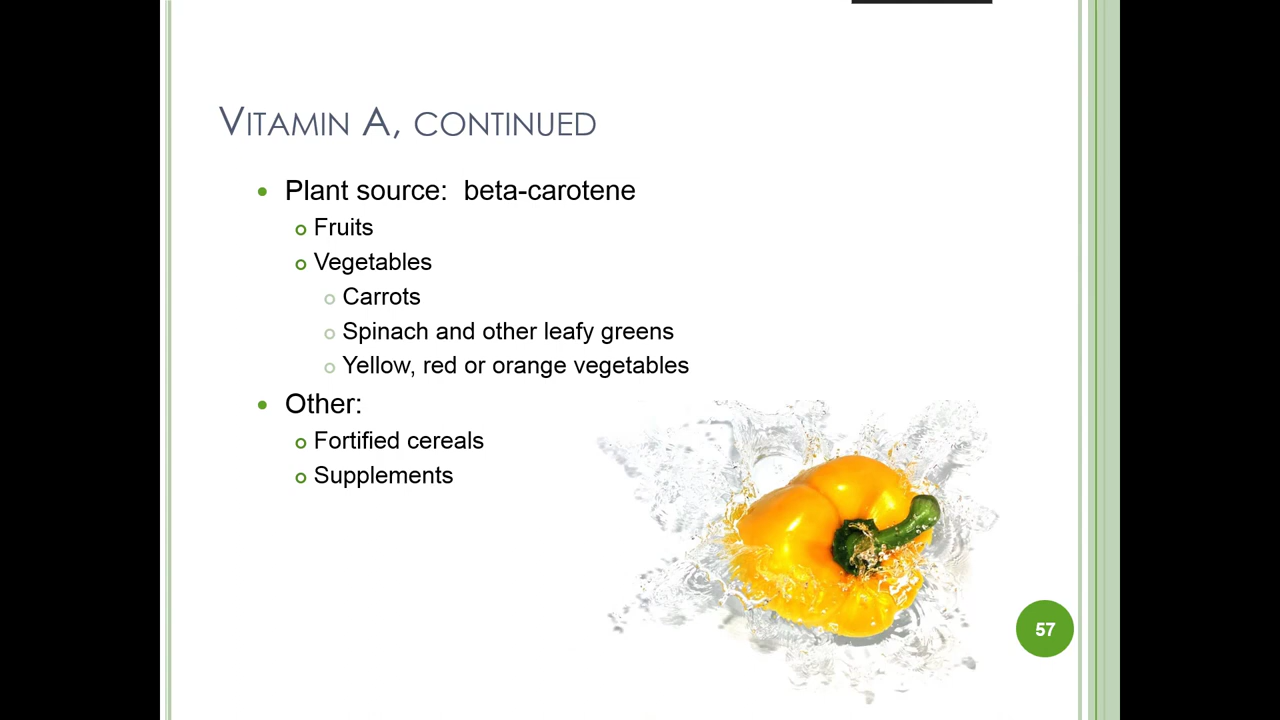 Vitamin A, continued
Plant source: beta-carotene
Fruits
Vegetables
Carrots
Spinach and other leafy greens
Yellow, red or orange vegetables
Other:
Fortified cereals
Supplements
57